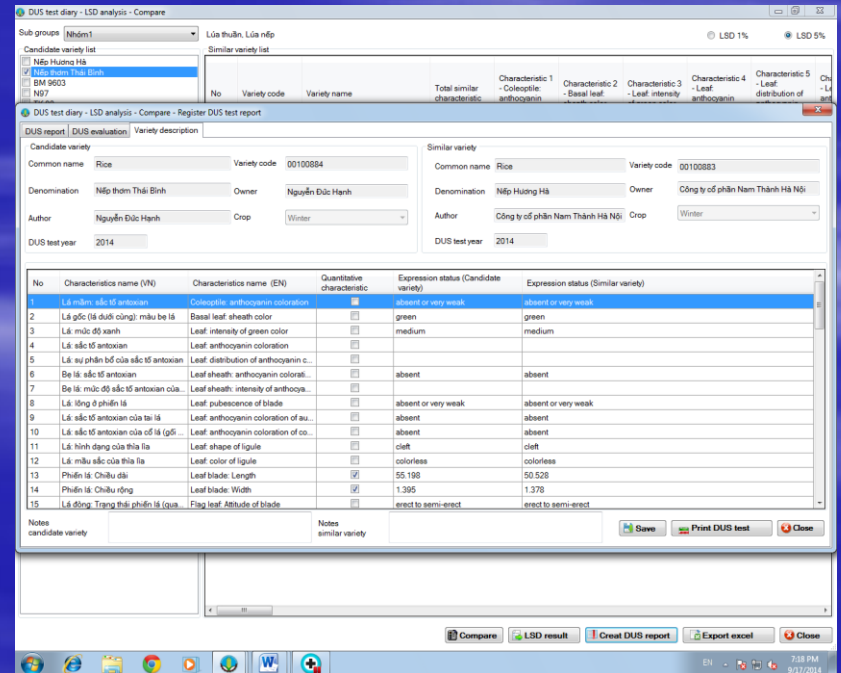 DUS test diary - LSD analysis - Compare
Sub groups Nhóm1 Lúa thuần, Lúa nếp LSD 1% LSD 5%
Candidate variety list Similar variety list
Nếp Hương Hà
Nếp thơm Thái Bình
BM 9603
N97
No Variety code Variety name Total similar characteristic Characteristic 1 - Coleoptile: anthocyanin Characteristic 2 - Basal leaf: Characteristic 3 - Leaf: intensity Characteristic 4 - Leaf: anthocyanin Characteristic 5 - Leaf: distribution of
DUS test diary - LSD analysis - Compare - Register DUS test report
DUS report DUS evaluation Variety description
Candidate variety Similar variety
Common name Rice Variety code 00100884 Common name Rice Variety code 00100883
Denomination Nếp thơm Thái Bình Owner Nguyễn Đức Hạnh Denomination Nếp Hương Hà Owner Công ty cổ phần Nam Thành Hà Nội
Author Nguyễn Đức Hạnh Crop Winter Author Công ty cổ phần Nam Thành Hà Nội Crop Winter
DUS test year 2014 DUS test year 2014
No Characteristics name (VN) Characteristics name (EN) Quantitative characteristic Expression status (Candidate variety) Expression status (Similar variety)
1 Lá mầm: sắc tố antoxian Coleoptile: anthocyanin coloration absent or very weak absent or very weak
2 Lá gốc (lá dưới cùng): màu bẹ lá Basal leaf: sheath color green green
3 Lá: mức độ xanh Leaf: intensity of green color medium medium
4 Lá: sắc tố antoxian Leaf: anthocyanin coloration
5 Lá: sự phân bố của sắc tố antoxian Leaf: distribution of anthocyanin c...
6 Bẹ lá: sắc tố antoxian Leaf sheath: anthocyanin colorati... absent absent
7 Bẹ lá: mức độ sắc tố antoxian của... Leaf sheath: intensity of anthocya...
8 Lá: lông ở phiến lá Leaf: pubescence of blade absent or very weak absent or very weak
9 Lá: sắc tố antoxian của tai lá Leaf: anthocyanin coloration of au... absent absent
10 Lá: sắc tố antoxian của cổ lá (gối ... Leaf: anthocyanin coloration of co... absent absent
11 Lá: hình dạng của thìa lìa Leaf: shape of ligule cleft cleft
12 Lá: mầu sắc của thìa lìa Leaf: color of ligule colorless colorless
13 Phiến lá: Chiều dài Leaf blade: Length 55.198 50.528
14 Phiến lá: Chiều rộng Leaf blade: Width 1.395 1.378
15 Lá đòng: Trạng thái phiến lá (qua... Flag leaf: Attitude of blade erect to semi-erect erect to semi-erect
Notes candidate variety Notes similar variety Save Print DUS test Close
Compare LSD result Creat DUS report Export excel Close
EN 7:18 PM
9/17/2014